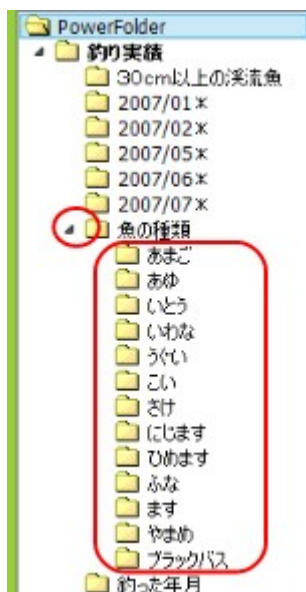 PowerFolder
釣り実績
30cm以上の渓流魚
2007/01*
2007/02*
2007/05*
2007/06*
2007/07*
魚の種類
あまご
あゆ
いとう
いわな
うぐい
こい
さけ
にじます
ひめます
ふな
ます
やまめ
ブラックバス
釣った年月